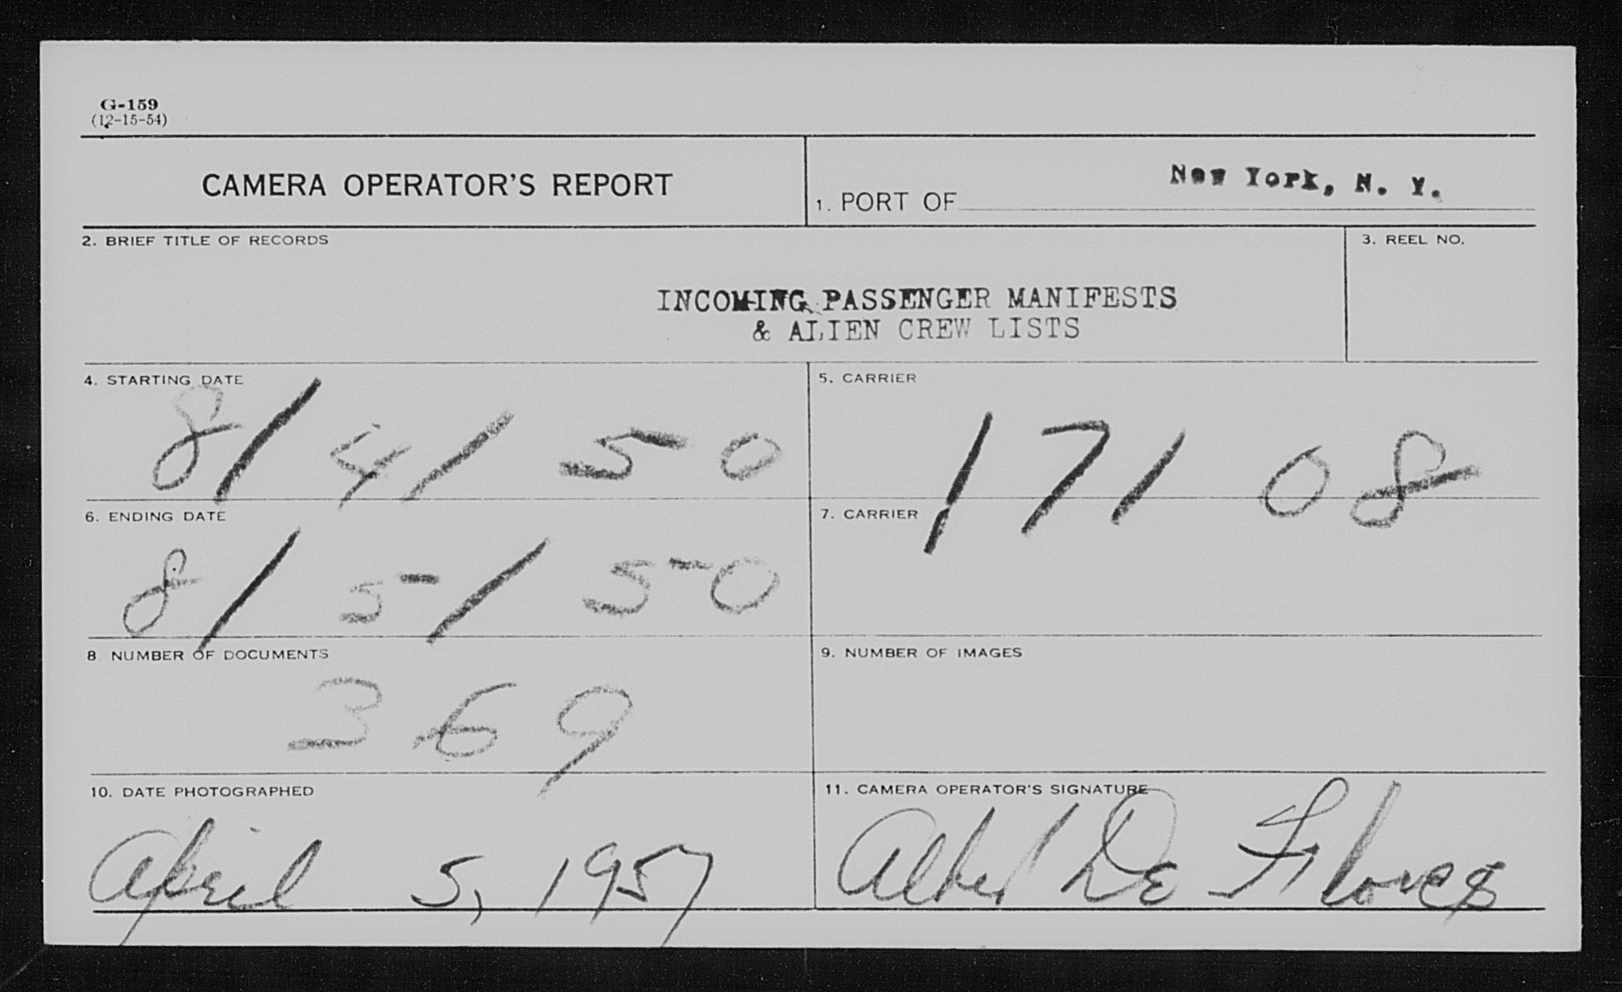 G-159
(12-15-54)
CAMERA OPERATOR'S REPORT
1. PORT OF New York, N. Y.
2. BRIEF TITLE OF RECORDS
3. REEL NO.
INCOMING PASSENGER MANIFESTS
& ALIEN CREW LISTS
4. STARTING DATE
8/4/50
5. CARRIER
17108
6. ENDING DATE
8/5/50
7. CARRIER
8 NUMBER OF DOCUMENTS
369
9. NUMBER OF IMAGES
10. DATE PHOTOGRAPHED
April 5, 1957
11. CAMERA OPERATOR'S SIGNATURE
De Flores